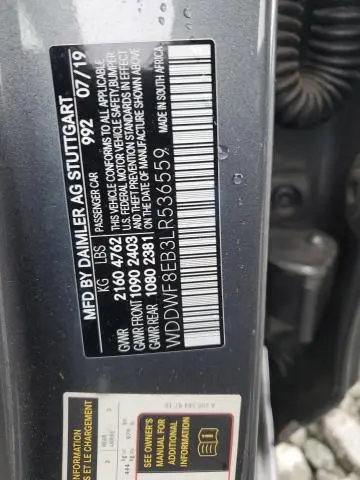 MFD BY DAIMLER AG STUTTGART
PASSENGER CAR 992 07/19
KG LBS
GVWR 2160 4762
GAWR FRONT 1090 2403
GAWR REAR 1080 2381
THIS VEHICLE CONFORMS TO ALL APPLICABLE
U.S. FEDERAL MOTOR VEHICLE SAFETY, BUMPER
AND THEFT PREVENTION STANDARDS IN EFFECT
ON THE DATE OF MANUFACTURE SHOWN ABOVE
WDDWF8EB3LR536559
MADE IN SOUTH AFRICA
INFORMATION
S ET LE CHARGEMENT
REAR
2
SEE OWNER'S
MANUAL FOR
ADDITIONAL
INFORMATION